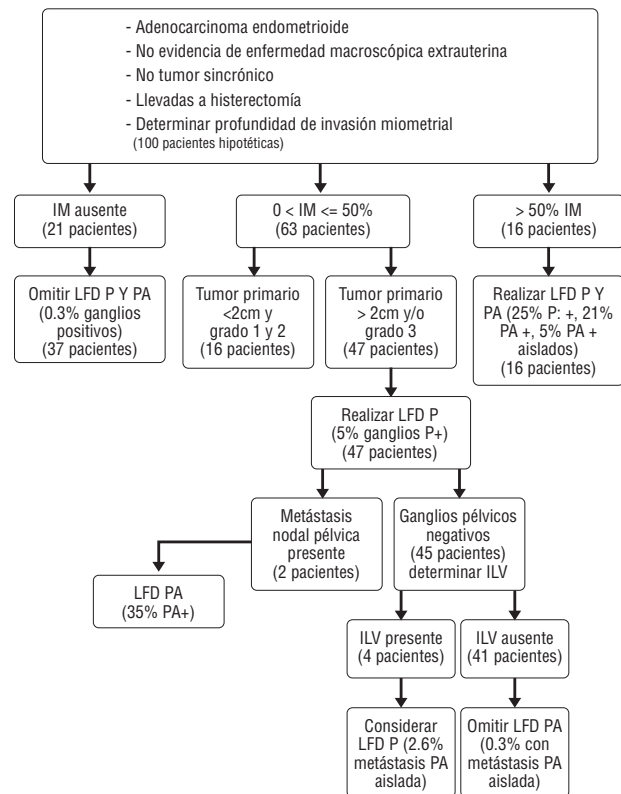 - Adenocarcinoma endometrioide
- No evidencia de enfermedad macroscópica extrauterina
- No tumor sincrónico
- Llevadas a histerectomía
- Determinar profundidad de invasión miometrial
(100 pacientes hipotéticas)
IM ausente
(21 pacientes)
0 < IM <= 50%
(63 pacientes)
> 50% IM
(16 pacientes)
Omitir LFD P Y PA
(0.3% ganglios
positivos)
(37 pacientes)
Tumor primario
<2cm y
grado 1 y 2
(16 pacientes)
Tumor primario
> 2cm y/o
grado 3
(47 pacientes)
Realizar LFD P Y
PA (25% P: +, 21%
PA +, 5% PA +
aislados)
(16 pacientes)
Realizar LFD P
(5% ganglios P+)
(47 pacientes)
Metástasis
nodal pélvica
presente
(2 pacientes)
Ganglios pélvicos
negativos
(45 pacientes)
determinar ILV
LFD PA
(35% PA+)
ILV presente
(4 pacientes)
ILV ausente
(41 pacientes)
Considerar
LFD P (2.6%
metástasis PA
aislada)
Omitir LFD PA
(0.3% con
metástasis PA
aislada)